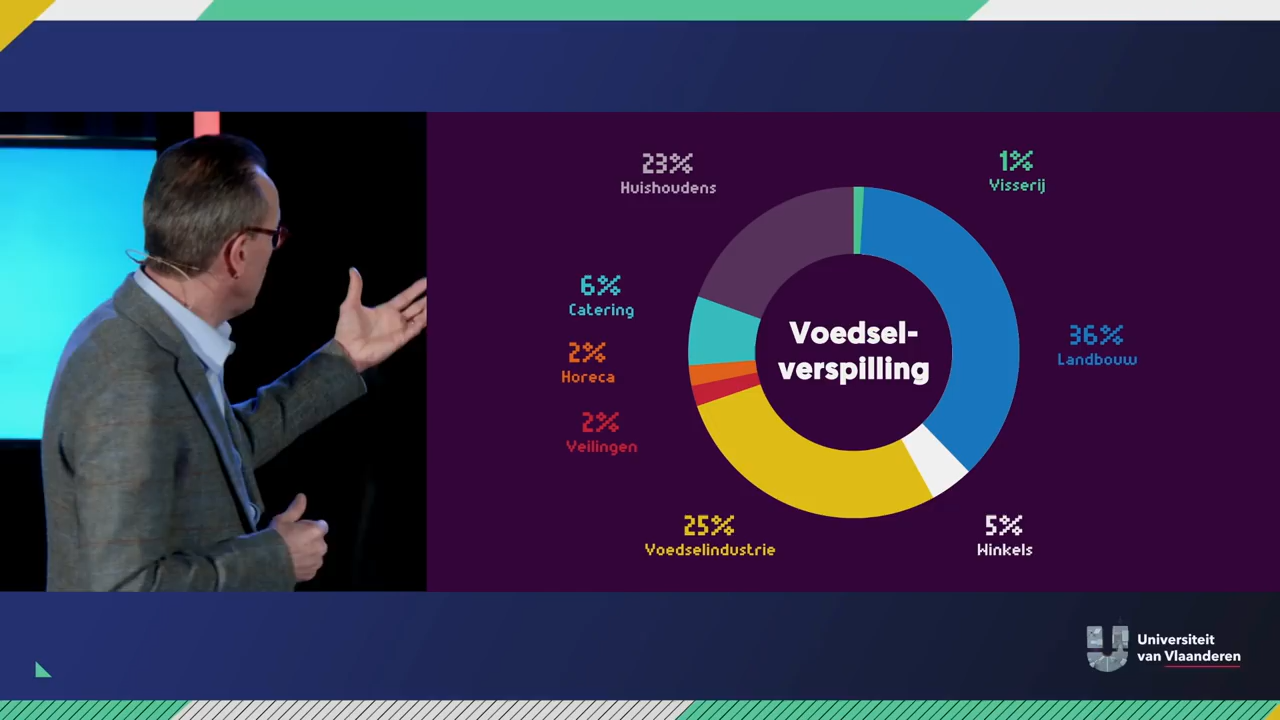 23%
Huishoudens
1%
Visserij
6%
Catering
2%
Horeca
2%
Veilingen
Voedsel-
verspilling
36%
Landbouw
25%
Voedselindustrie
5%
Winkels
Universiteit
van Vlaanderen